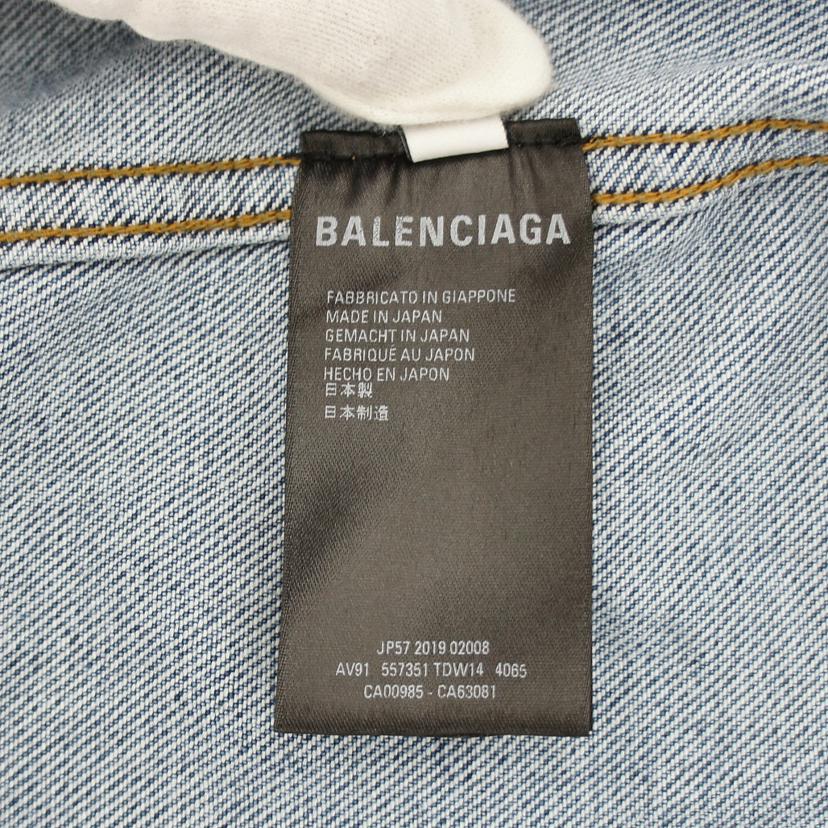 BALENCIAGA
FABBRICATO IN GIAPPONE
MADE IN JAPAN
GEMACHT IN JAPAN
FABRIQUÉ AU JAPON
HECHO EN JAPON
日本製
日本制造
JP57 2019 02008
AV91 557351 TDW14 4065
CA00985 - CA63081